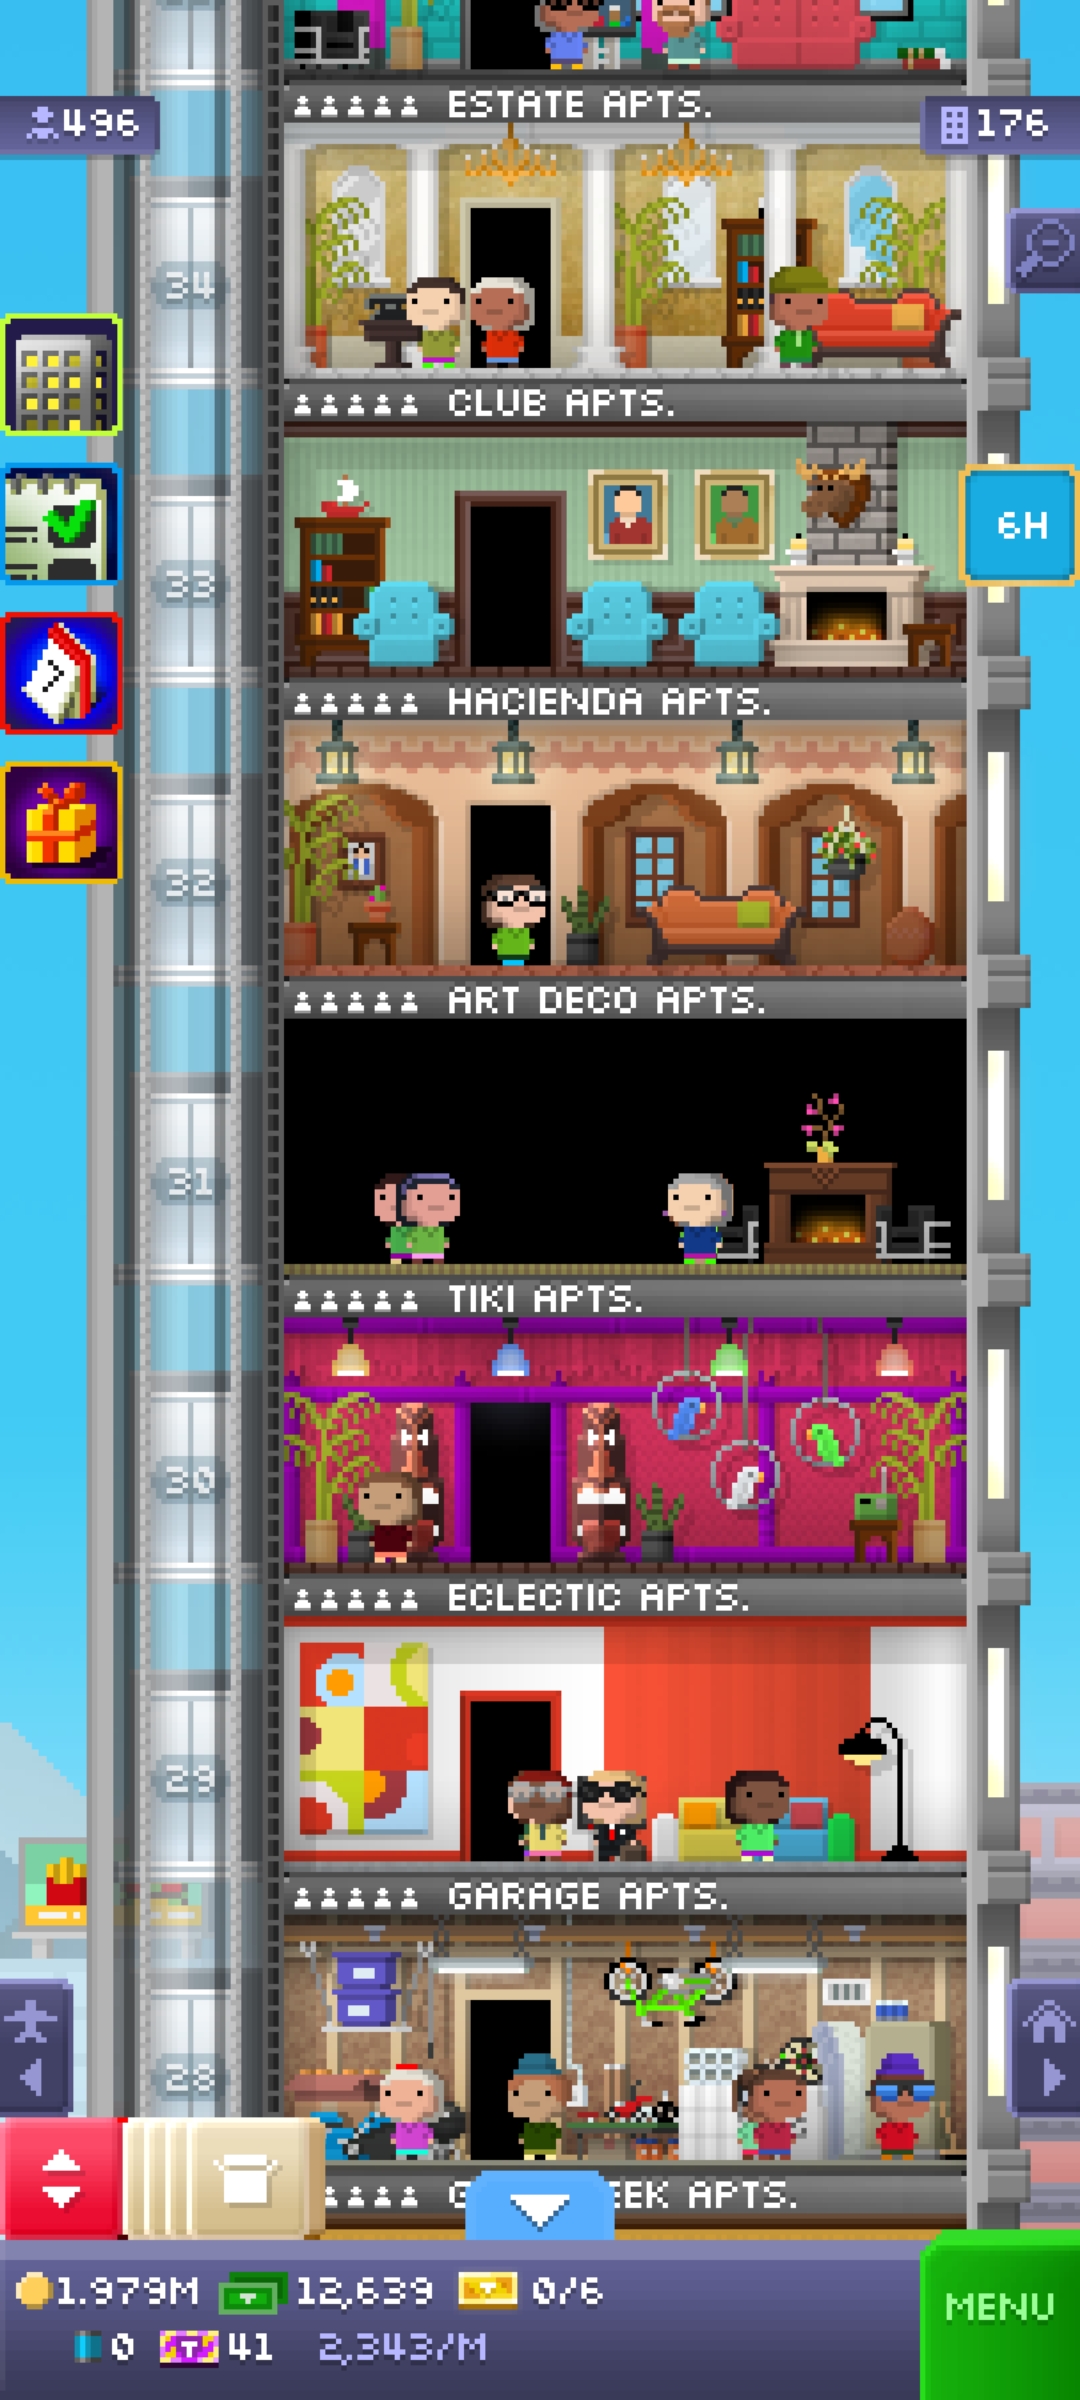 ESTATE APTS.
496
176
34
CLUB APTS.
6H
33
HACIENDA APTS.
7
32
ART DECO APTS.
31
TIKI APTS.
30
ECLECTIC APTS.
29
GARAGE APTS.
28
EEK APTS.
1.979M 12,639 0/6
MENU
0 41 2,343/M